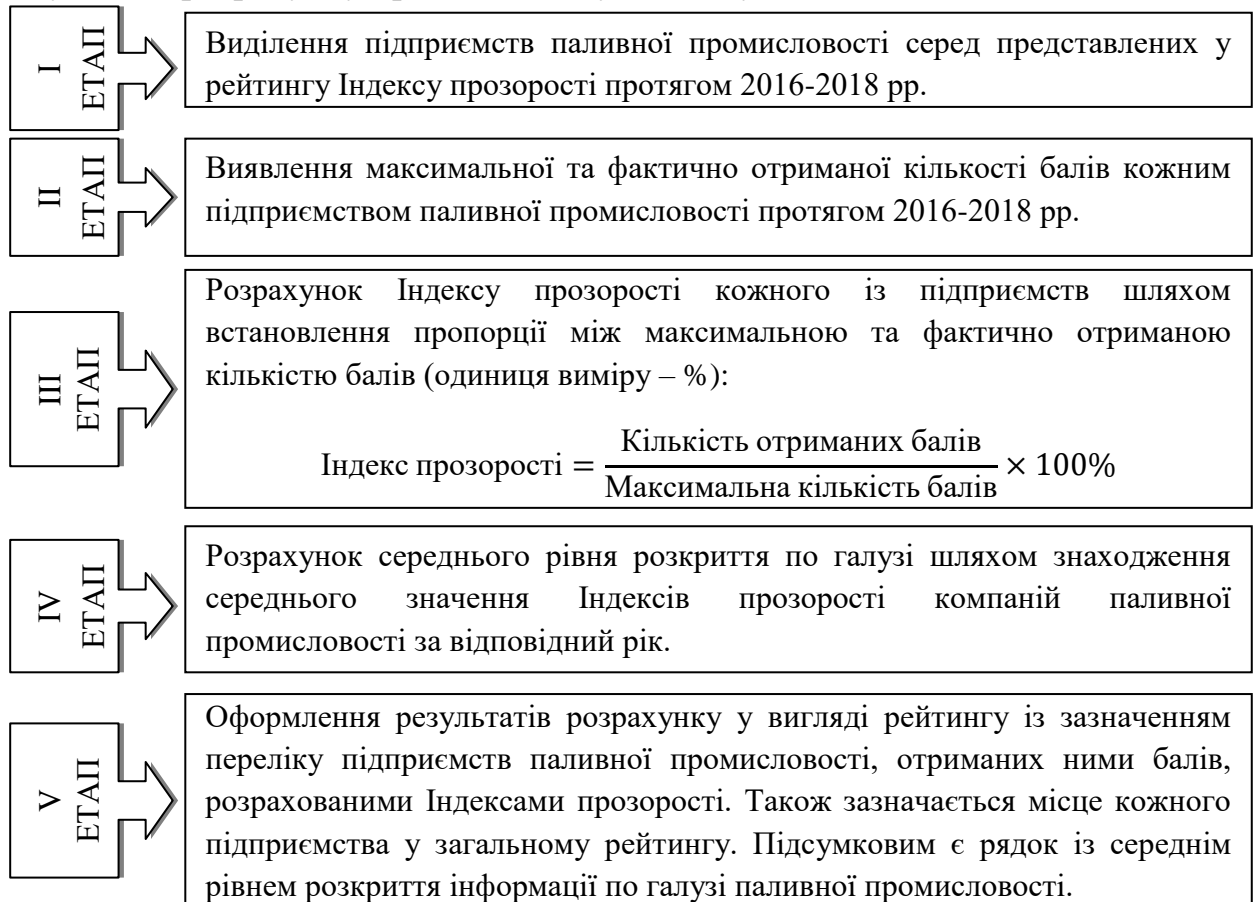 I
ЕТАП
Виділення підприємств паливної промисловості серед представлених у
рейтингу Індексу прозорості протягом 2016-2018 рр.
II
ЕТАП
Виявлення максимальної та фактично отриманої кількості балів кожним
підприємством паливної промисловості протягом 2016-2018 рр.
III
ЕТАП
Розрахунок Індексу прозорості кожного із підприємств шляхом
встановлення пропорції між максимальною та фактично отриманою
кількістю балів (одиниця виміру – %):
Індекс прозорості = Кількість отриманих балів / Максимальна кількість балів × 100%
IV
ЕТАП
Розрахунок середнього рівня розкриття по галузі шляхом знаходження
середнього значення Індексів прозорості компаній паливної
промисловості за відповідний рік.
V
ЕТАП
Оформлення результатів розрахунку у вигляді рейтингу із зазначенням
переліку підприємств паливної промисловості, отриманих ними балів,
розрахованими Індексами прозорості. Також зазначається місце кожного
підприємства у загальному рейтингу. Підсумковим є рядок із середнім
рівнем розкриття інформації по галузі паливної промисловості.